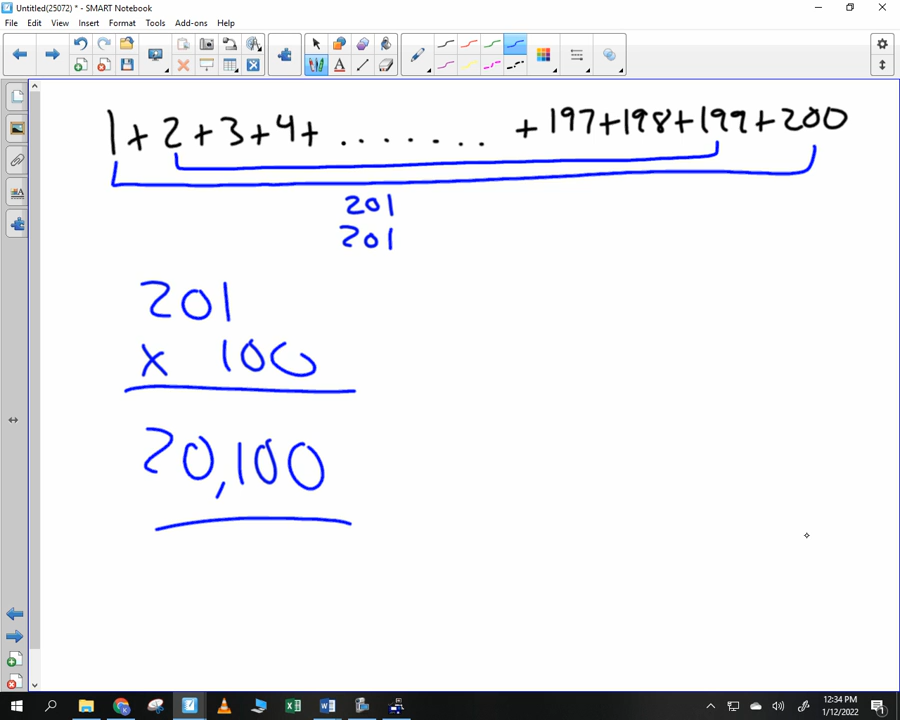 Untitled(25072) * - SMART Notebook
File Edit View Insert Format Tools Add-ons Help
1+2+3+4+.......+197+198+199+200
201
201
201
x 100
20,100
12:34 PM
1/12/2022